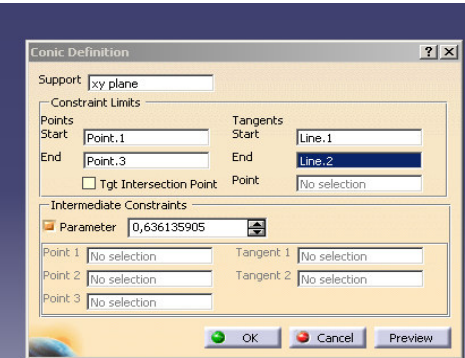 Conic Definition
Support xy plane
Constraint Limits
Points Tangents
Start Point.1 Start Line.1
End Point.3 End Line.2
Tgt Intersection Point Point No selection
Intermediate Constraints
Parameter 0,636135905
Point 1 No selection Tangent 1 No selection
Point 2 No selection Tangent 2 No selection
Point 3 No selection
OK Cancel Preview